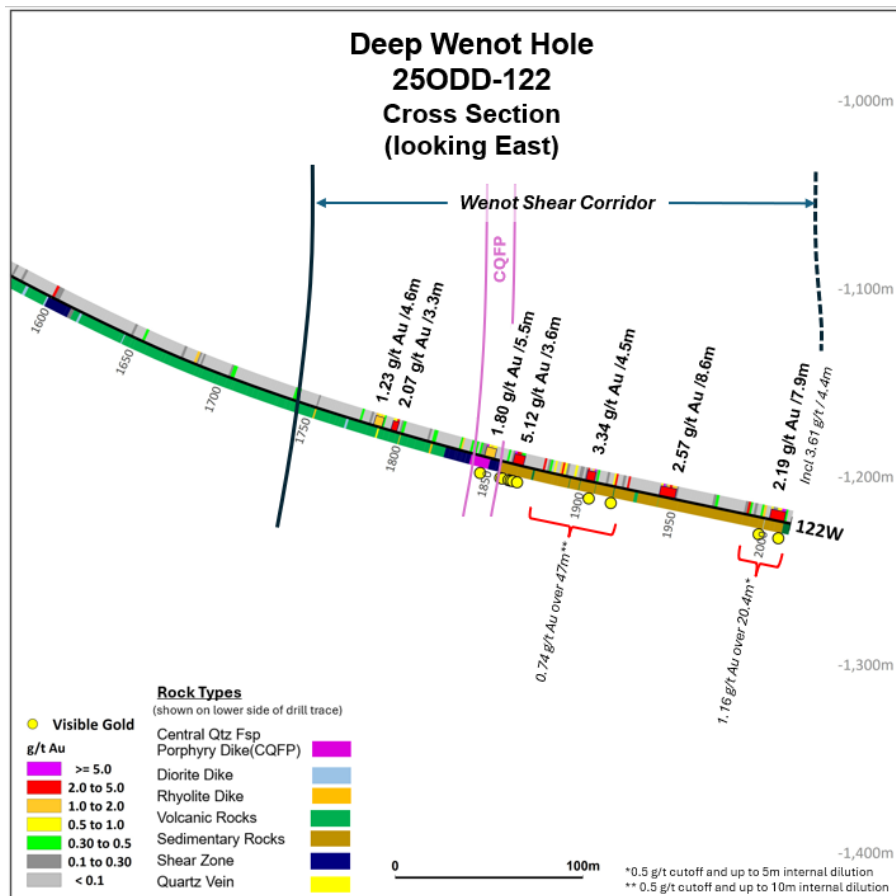 Deep Wenot Hole
25ODD-122
Cross Section
(looking East)
-1,000m
Wenot Shear Corridor
CQFP
-1,100m
1.23 g/t Au /4.6m
2.07 g/t Au /3.3m
1.80 g/t Au /5.5m
5.12 g/t Au /3.6m
3.34 g/t Au /4.5m
2.57 g/t Au /8.6m
2.19 g/t Au /7.9m
Incl 3.61 g/t / 4.4m
1600
1650
1700
1750
1800
1850
1900
1950
2000
-1,200m
122W
0.74 g/t Au over 47m**
1.16 g/t Au over 20.4m*
-1,300m
Visible Gold
g/t Au
>= 5.0
2.0 to 5.0
1.0 to 2.0
0.5 to 1.0
0.30 to 0.5
0.1 to 0.30
< 0.1
Rock Types
(shown on lower side of drill trace)
Central Qtz Fsp
Porphyry Dike(CQFP)
Diorite Dike
Rhyolite Dike
Volcanic Rocks
Sedimentary Rocks
Shear Zone
Quartz Vein
0 100m
-1,400m
*0.5 g/t cutoff and up to 5m internal dilution
** 0.5 g/t cutoff and up to 10m internal dilution